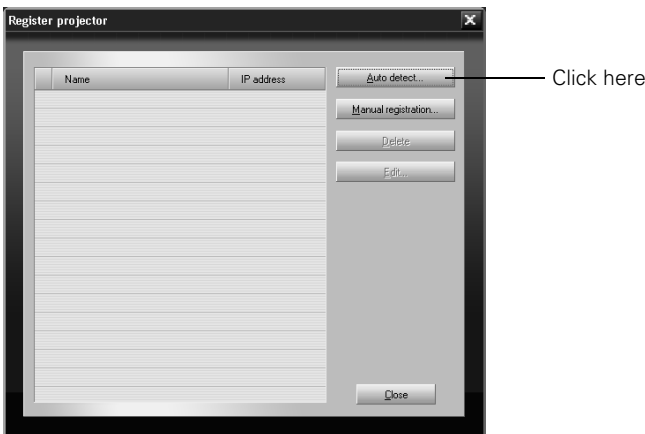 Register projector
Name IP address
Auto detect...
Click here
Manual registration...
Delete
Edit...
Close